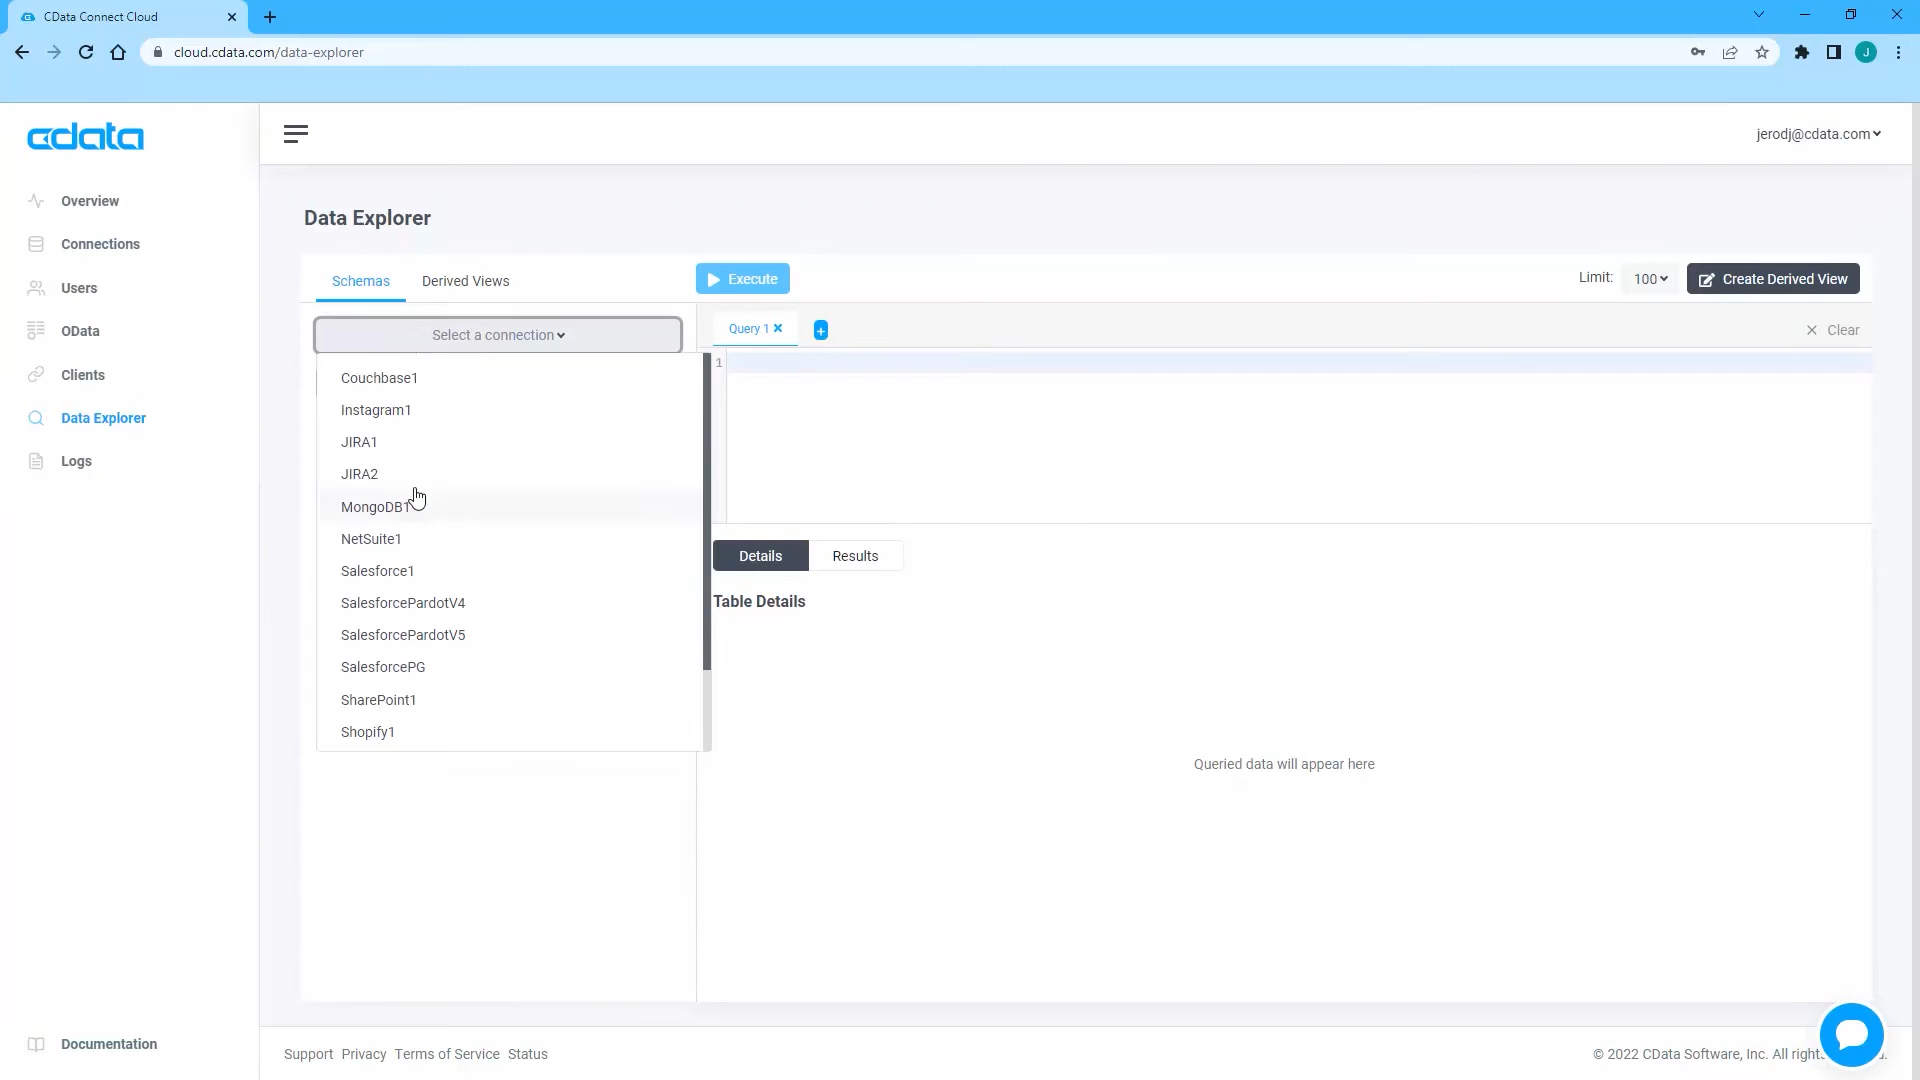 CData Connect Cloud
cloud.cdata.com/data-explorer
J
cdata
jerodj@cdata.com
Overview
Connections
Users
OData
Clients
Data Explorer
Logs
Documentation
Data Explorer
Schemas
Derived Views
Execute
Limit:
100
Create Derived View
Select a connection
Couchbase1
Instagram1
JIRA1
JIRA2
MongoDB1
NetSuite1
Salesforce1
SalesforcePardotV4
SalesforcePardotV5
SalesforcePG
SharePoint1
Shopify1
Query 1
Clear
1
Details
Results
Table Details
Queried data will appear here
Support Privacy Terms of Service Status
© 2022 CData Software, Inc. All